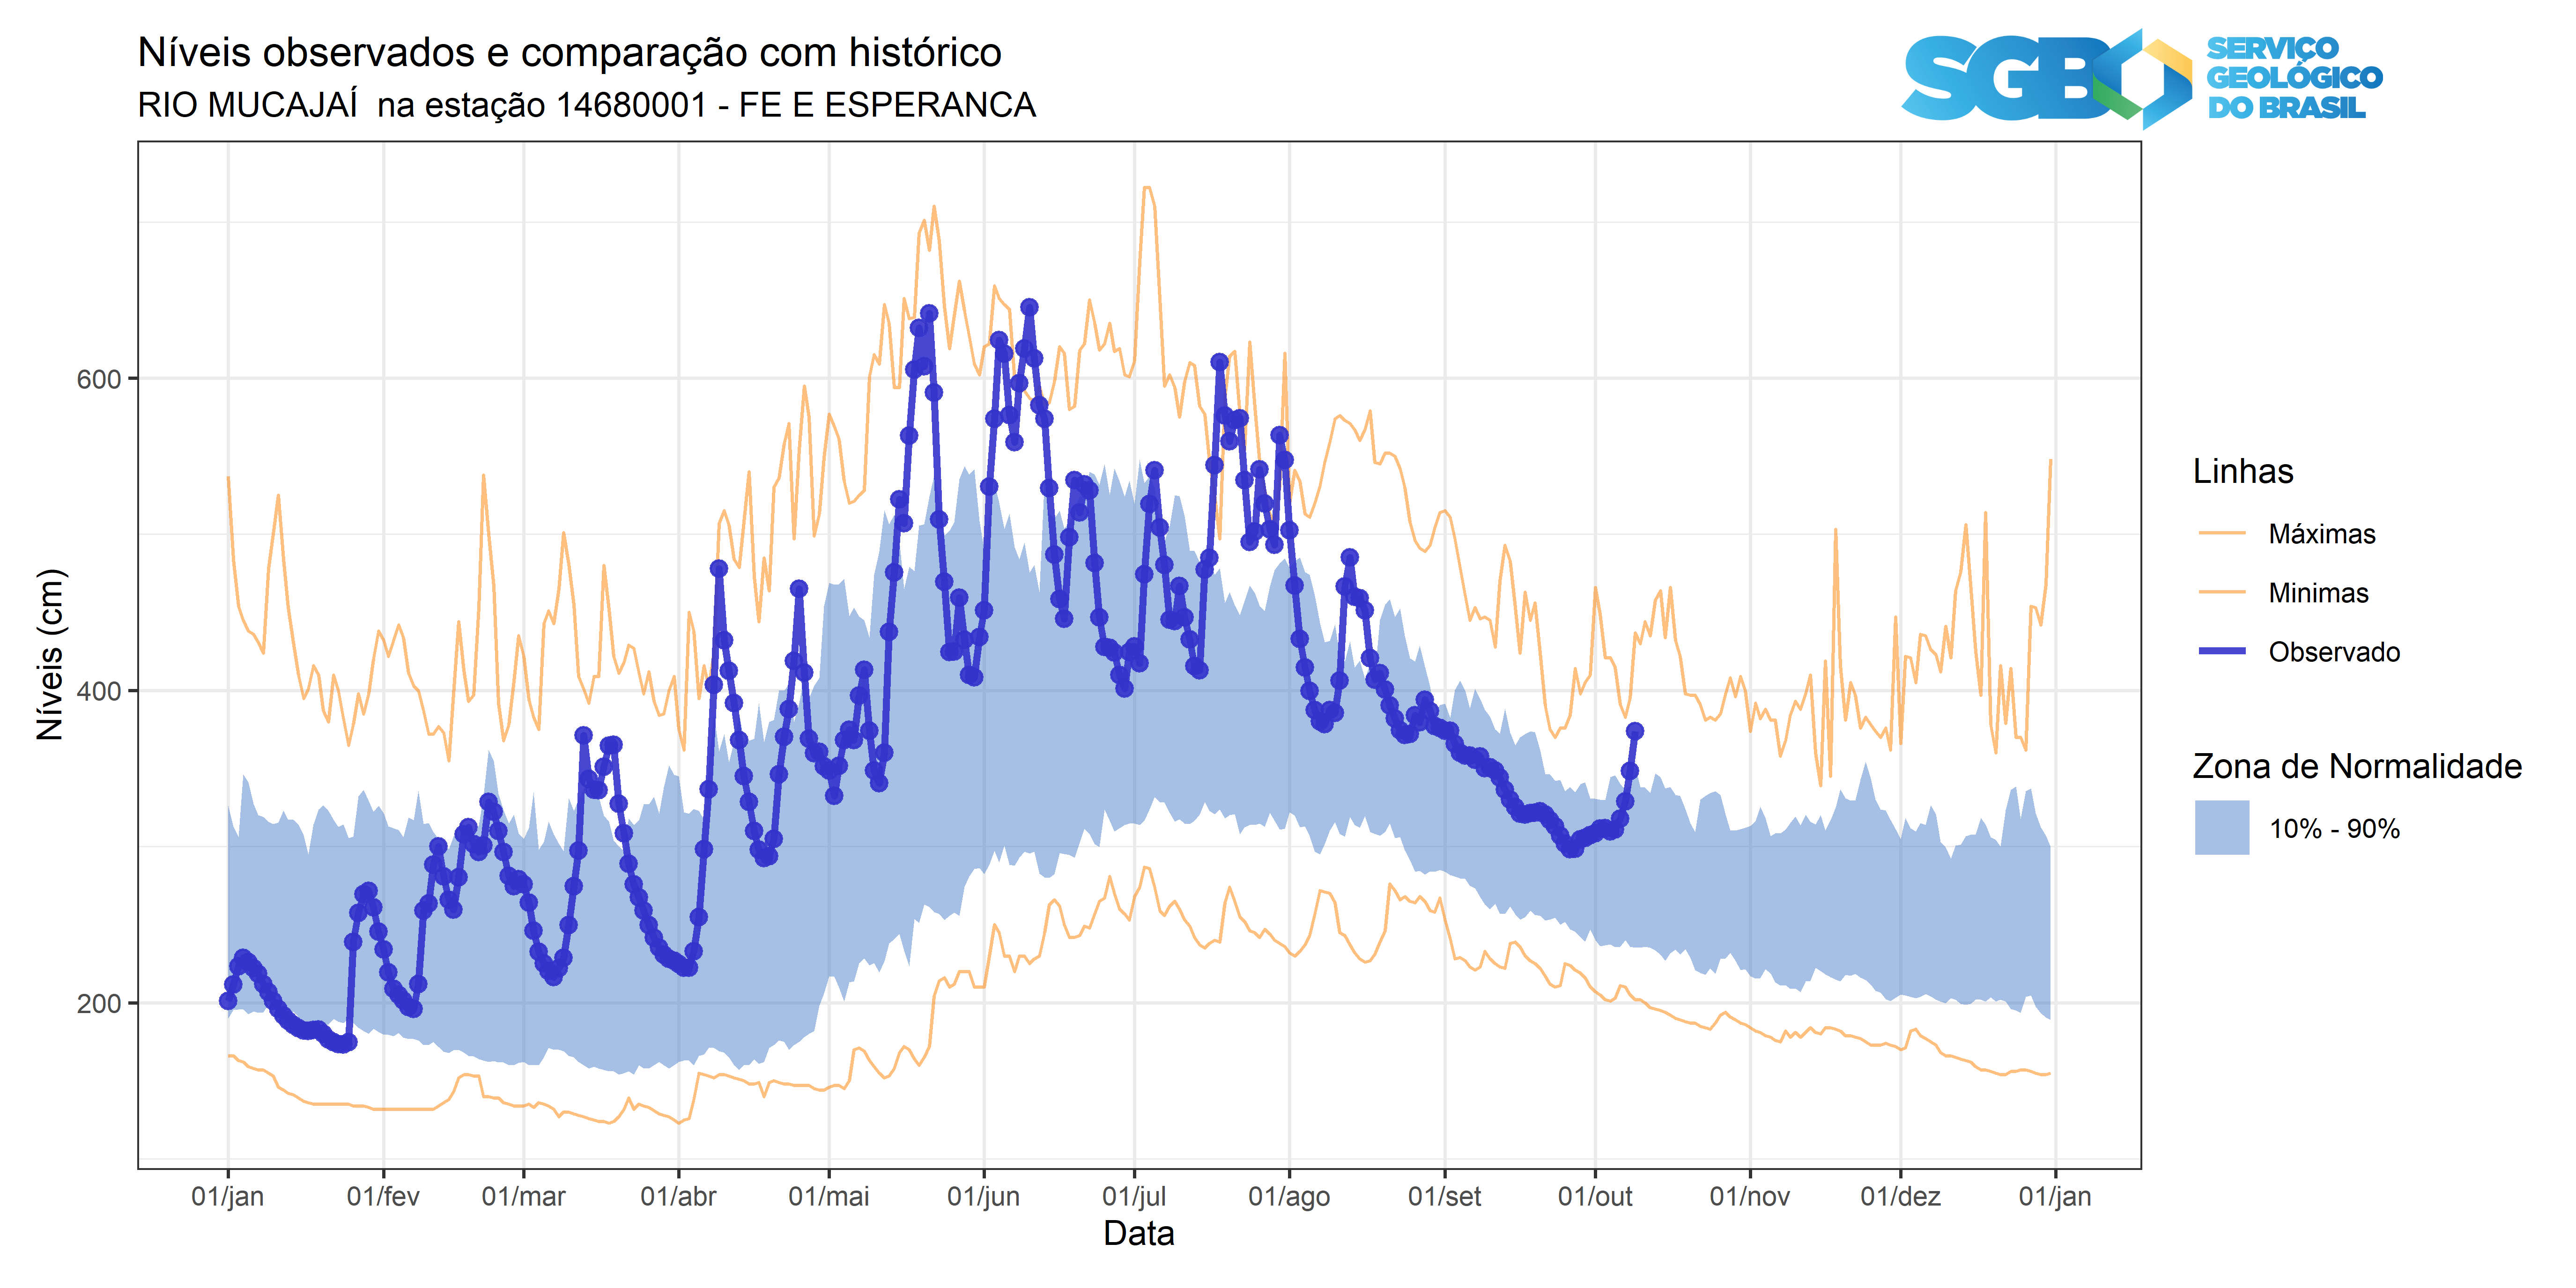 Níveis observados e comparação com histórico
RIO MUCAJAÍ na estação 14680001 - FE E ESPERANCA
SGB
SERVIÇO
GEOLÓGICO
DO BRASIL
Níveis (cm)
600
400
200
01/jan
01/fev
01/mar
01/abr
01/mai
01/jun
01/jul
01/ago
01/set
01/out
01/nov
01/dez
01/jan
Data
Linhas
Máximas
Minimas
Observado
Zona de Normalidade
10% - 90%